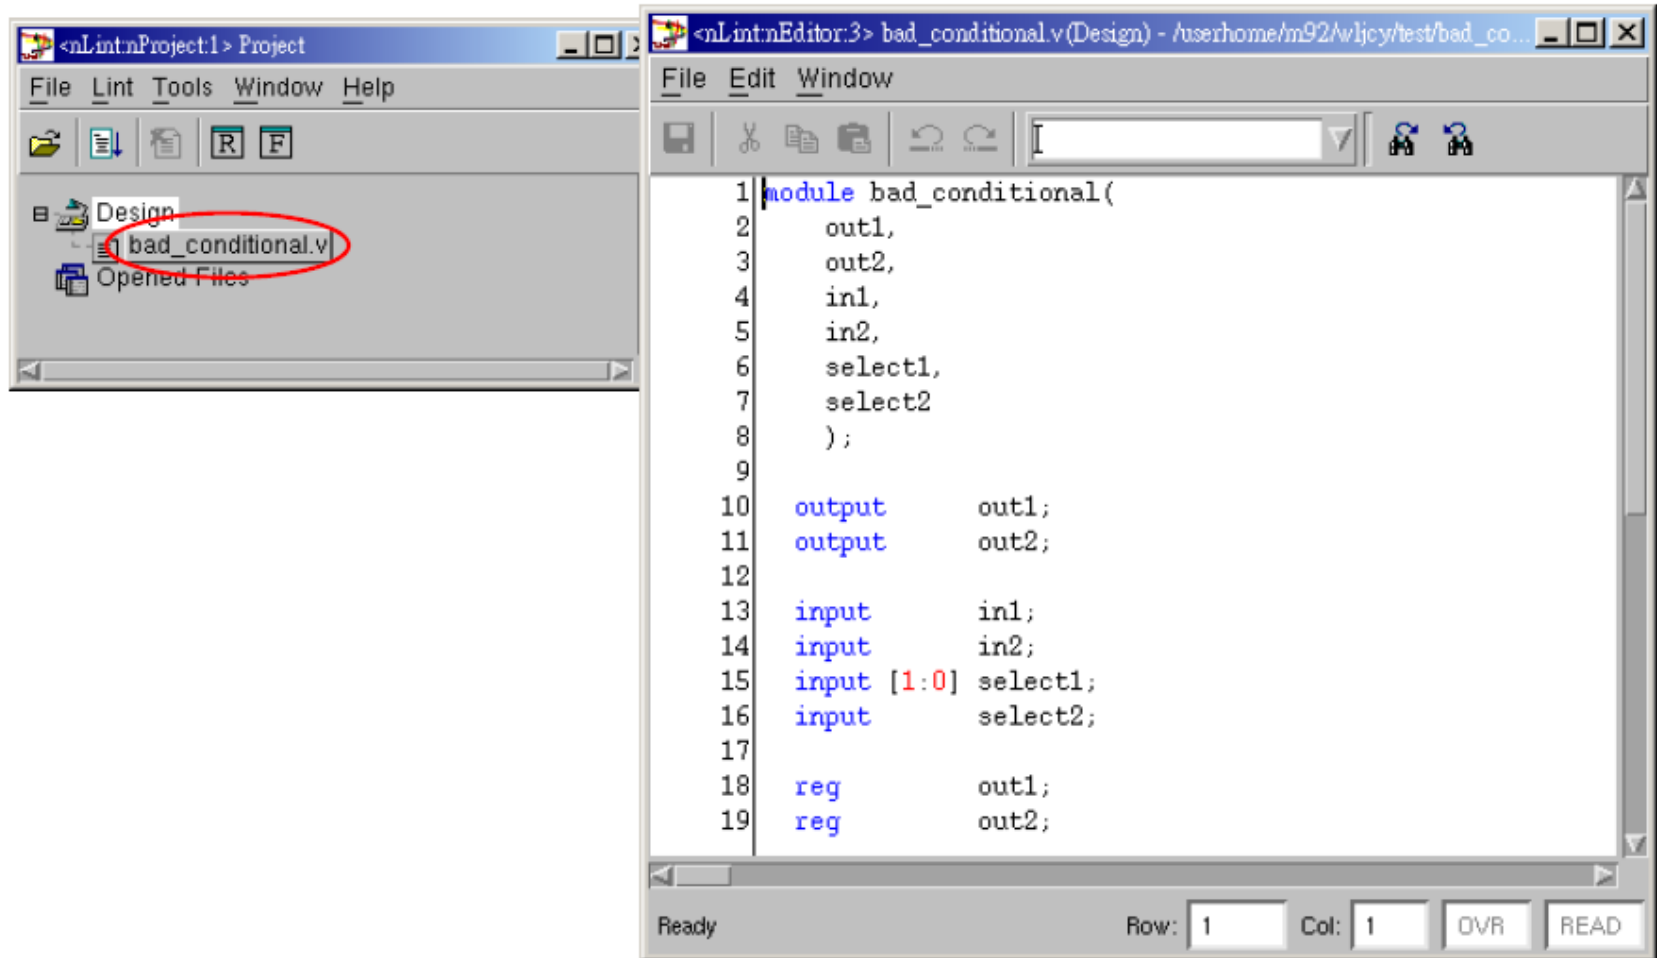 <nLint:nProject:1> Project
File Lint Tools Window Help
R F
Design
bad_conditional.v
Opened Files
<nLint:nEditor:3> bad_conditional.v(Design) - /userhome/m92/wljcy/test/bad_co...
File Edit Window
1 module bad_conditional(
2 out1,
3 out2,
4 in1,
5 in2,
6 select1,
7 select2
8 );
9
10 output out1;
11 output out2;
12
13 input in1;
14 input in2;
15 input [1:0] select1;
16 input select2;
17
18 reg out1;
19 reg out2;
Ready Row: 1 Col: 1 OVR READ